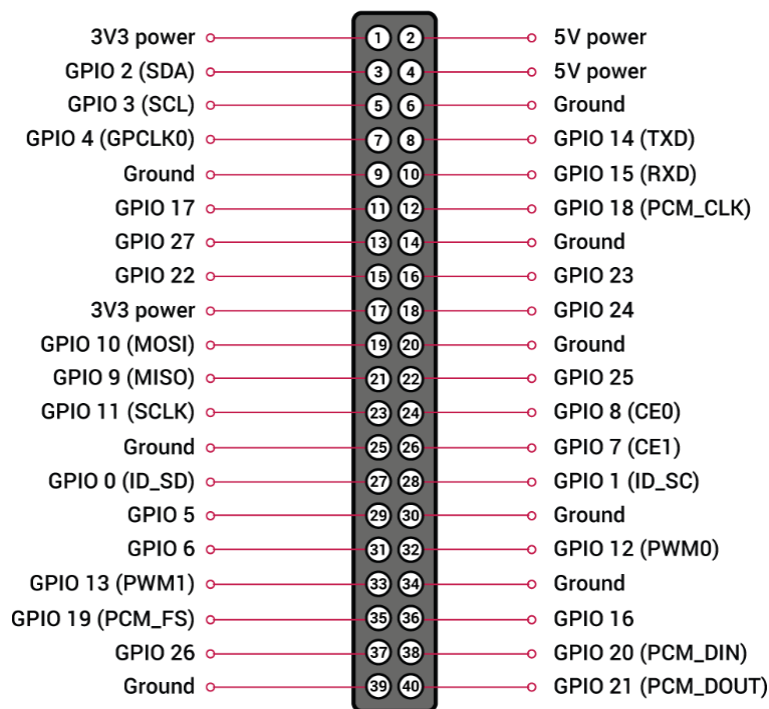 3V3 power 1 2 5V power
GPIO 2 (SDA) 3 4 5V power
GPIO 3 (SCL) 5 6 Ground
GPIO 4 (GPCLK0) 7 8 GPIO 14 (TXD)
Ground 9 10 GPIO 15 (RXD)
GPIO 17 11 12 GPIO 18 (PCM_CLK)
GPIO 27 13 14 Ground
GPIO 22 15 16 GPIO 23
3V3 power 17 18 GPIO 24
GPIO 10 (MOSI) 19 20 Ground
GPIO 9 (MISO) 21 22 GPIO 25
GPIO 11 (SCLK) 23 24 GPIO 8 (CE0)
Ground 25 26 GPIO 7 (CE1)
GPIO 0 (ID_SD) 27 28 GPIO 1 (ID_SC)
GPIO 5 29 30 Ground
GPIO 6 31 32 GPIO 12 (PWM0)
GPIO 13 (PWM1) 33 34 Ground
GPIO 19 (PCM_FS) 35 36 GPIO 16
GPIO 26 37 38 GPIO 20 (PCM_DIN)
Ground 39 40 GPIO 21 (PCM_DOUT)